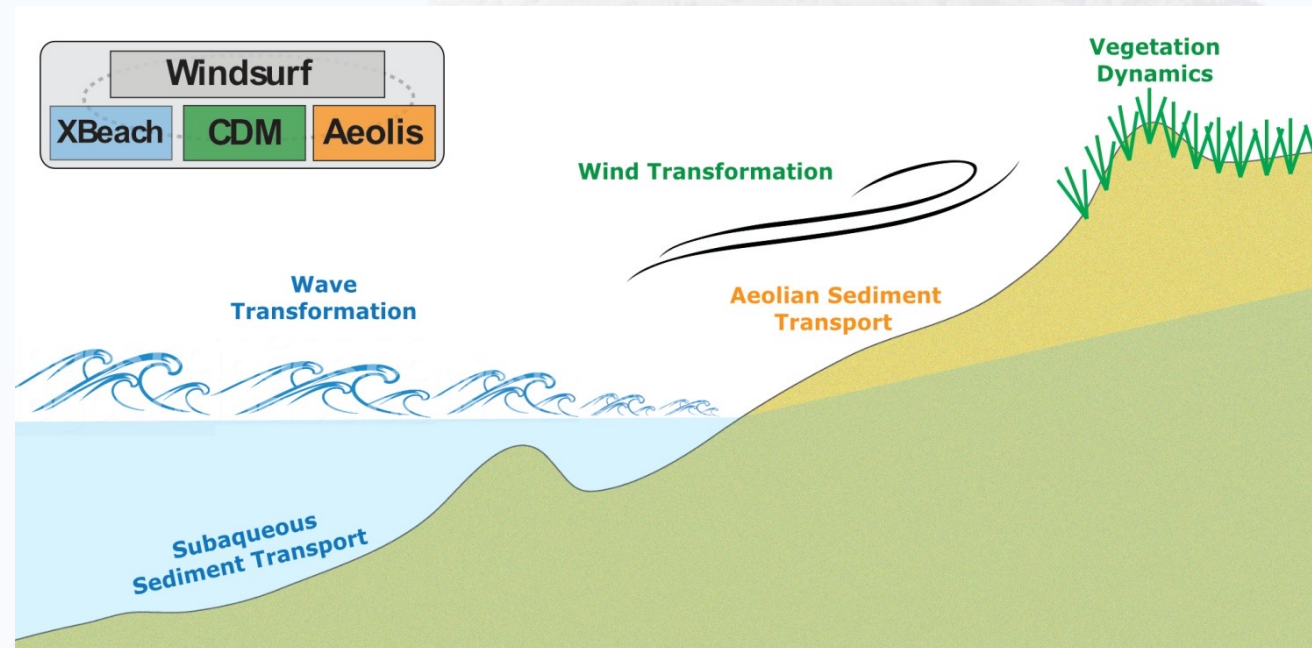 Windsurf
XBeach CDM Aeolis
Vegetation
Dynamics
Wind Transformation
Wave
Transformation
Aeolian Sediment
Transport
Subaqueous
Sediment Transport